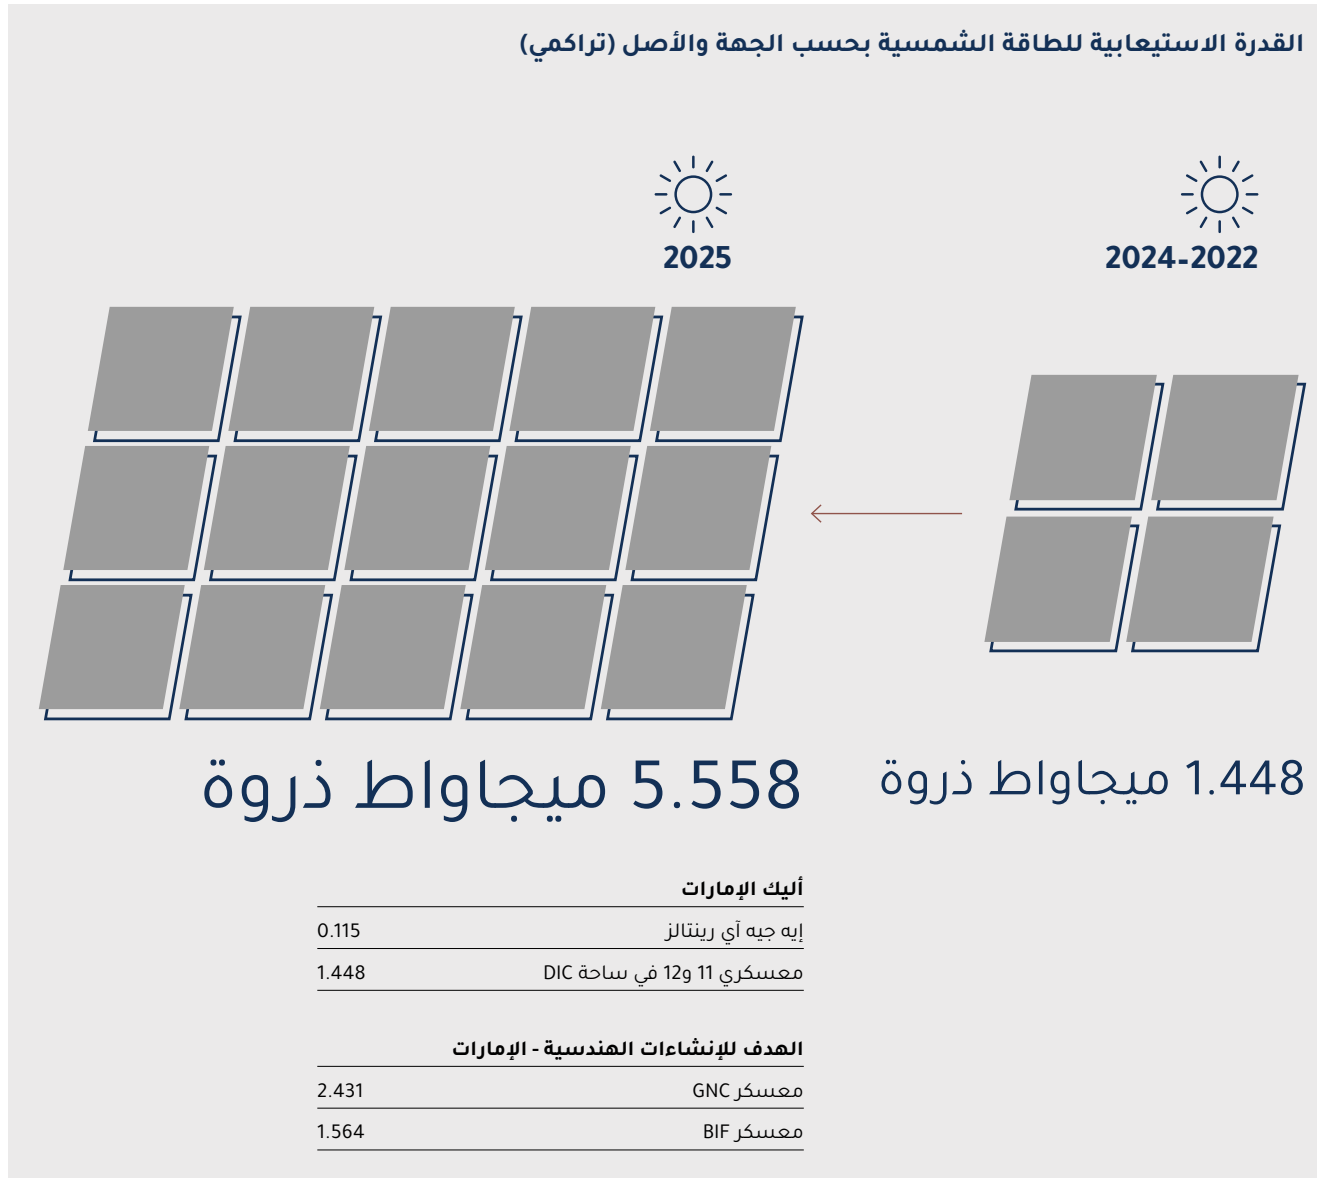 القدرة الاستيعابية للطاقة الشمسية بحسب الجهة والأصل (تراكمي)
2024-2022
1.448 ميجاواط ذروة
2025
5.558 ميجاواط ذروة
أليك الإمارات
إيه جيه آي رينتالز 0.115
معسكري 11 و12 في ساحة DIC 1.448
الهدف للإنشاءات الهندسية - الإمارات
معسكر GNC 2.431
معسكر BIF 1.564